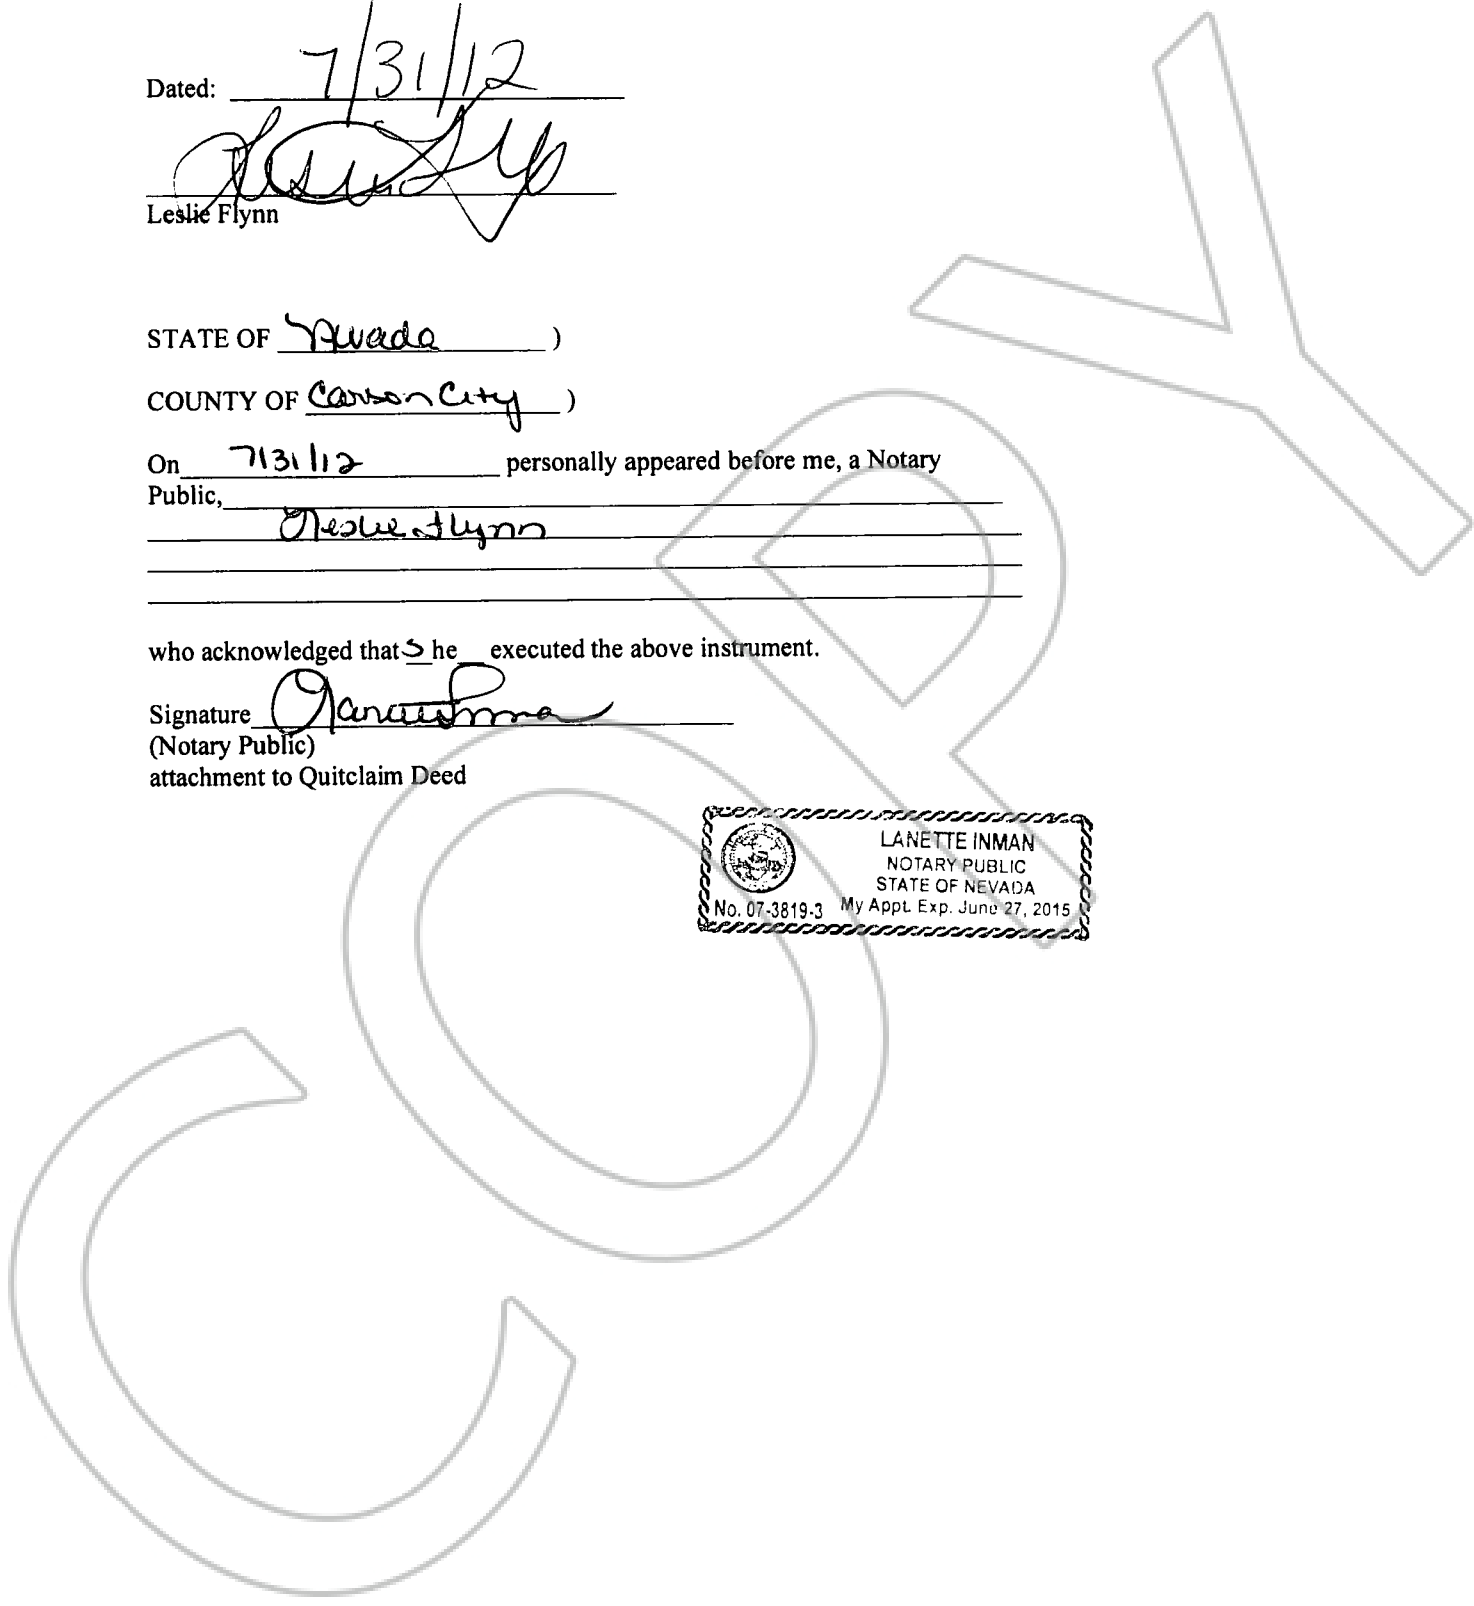 Dated: 7/31/12
Leslie Flynn
STATE OF Nevada )
COUNTY OF Carson City )
On 7/31/12 personally appeared before me, a Notary
Public,
Leslie Flynn
who acknowledged that S he executed the above instrument.
Signature
(Notary Public)
attachment to Quitclaim Deed
LANETTE INMAN
NOTARY PUBLIC
STATE OF NEVADA
No. 07-3819-3 My Appt. Exp. June 27, 2015
COPY